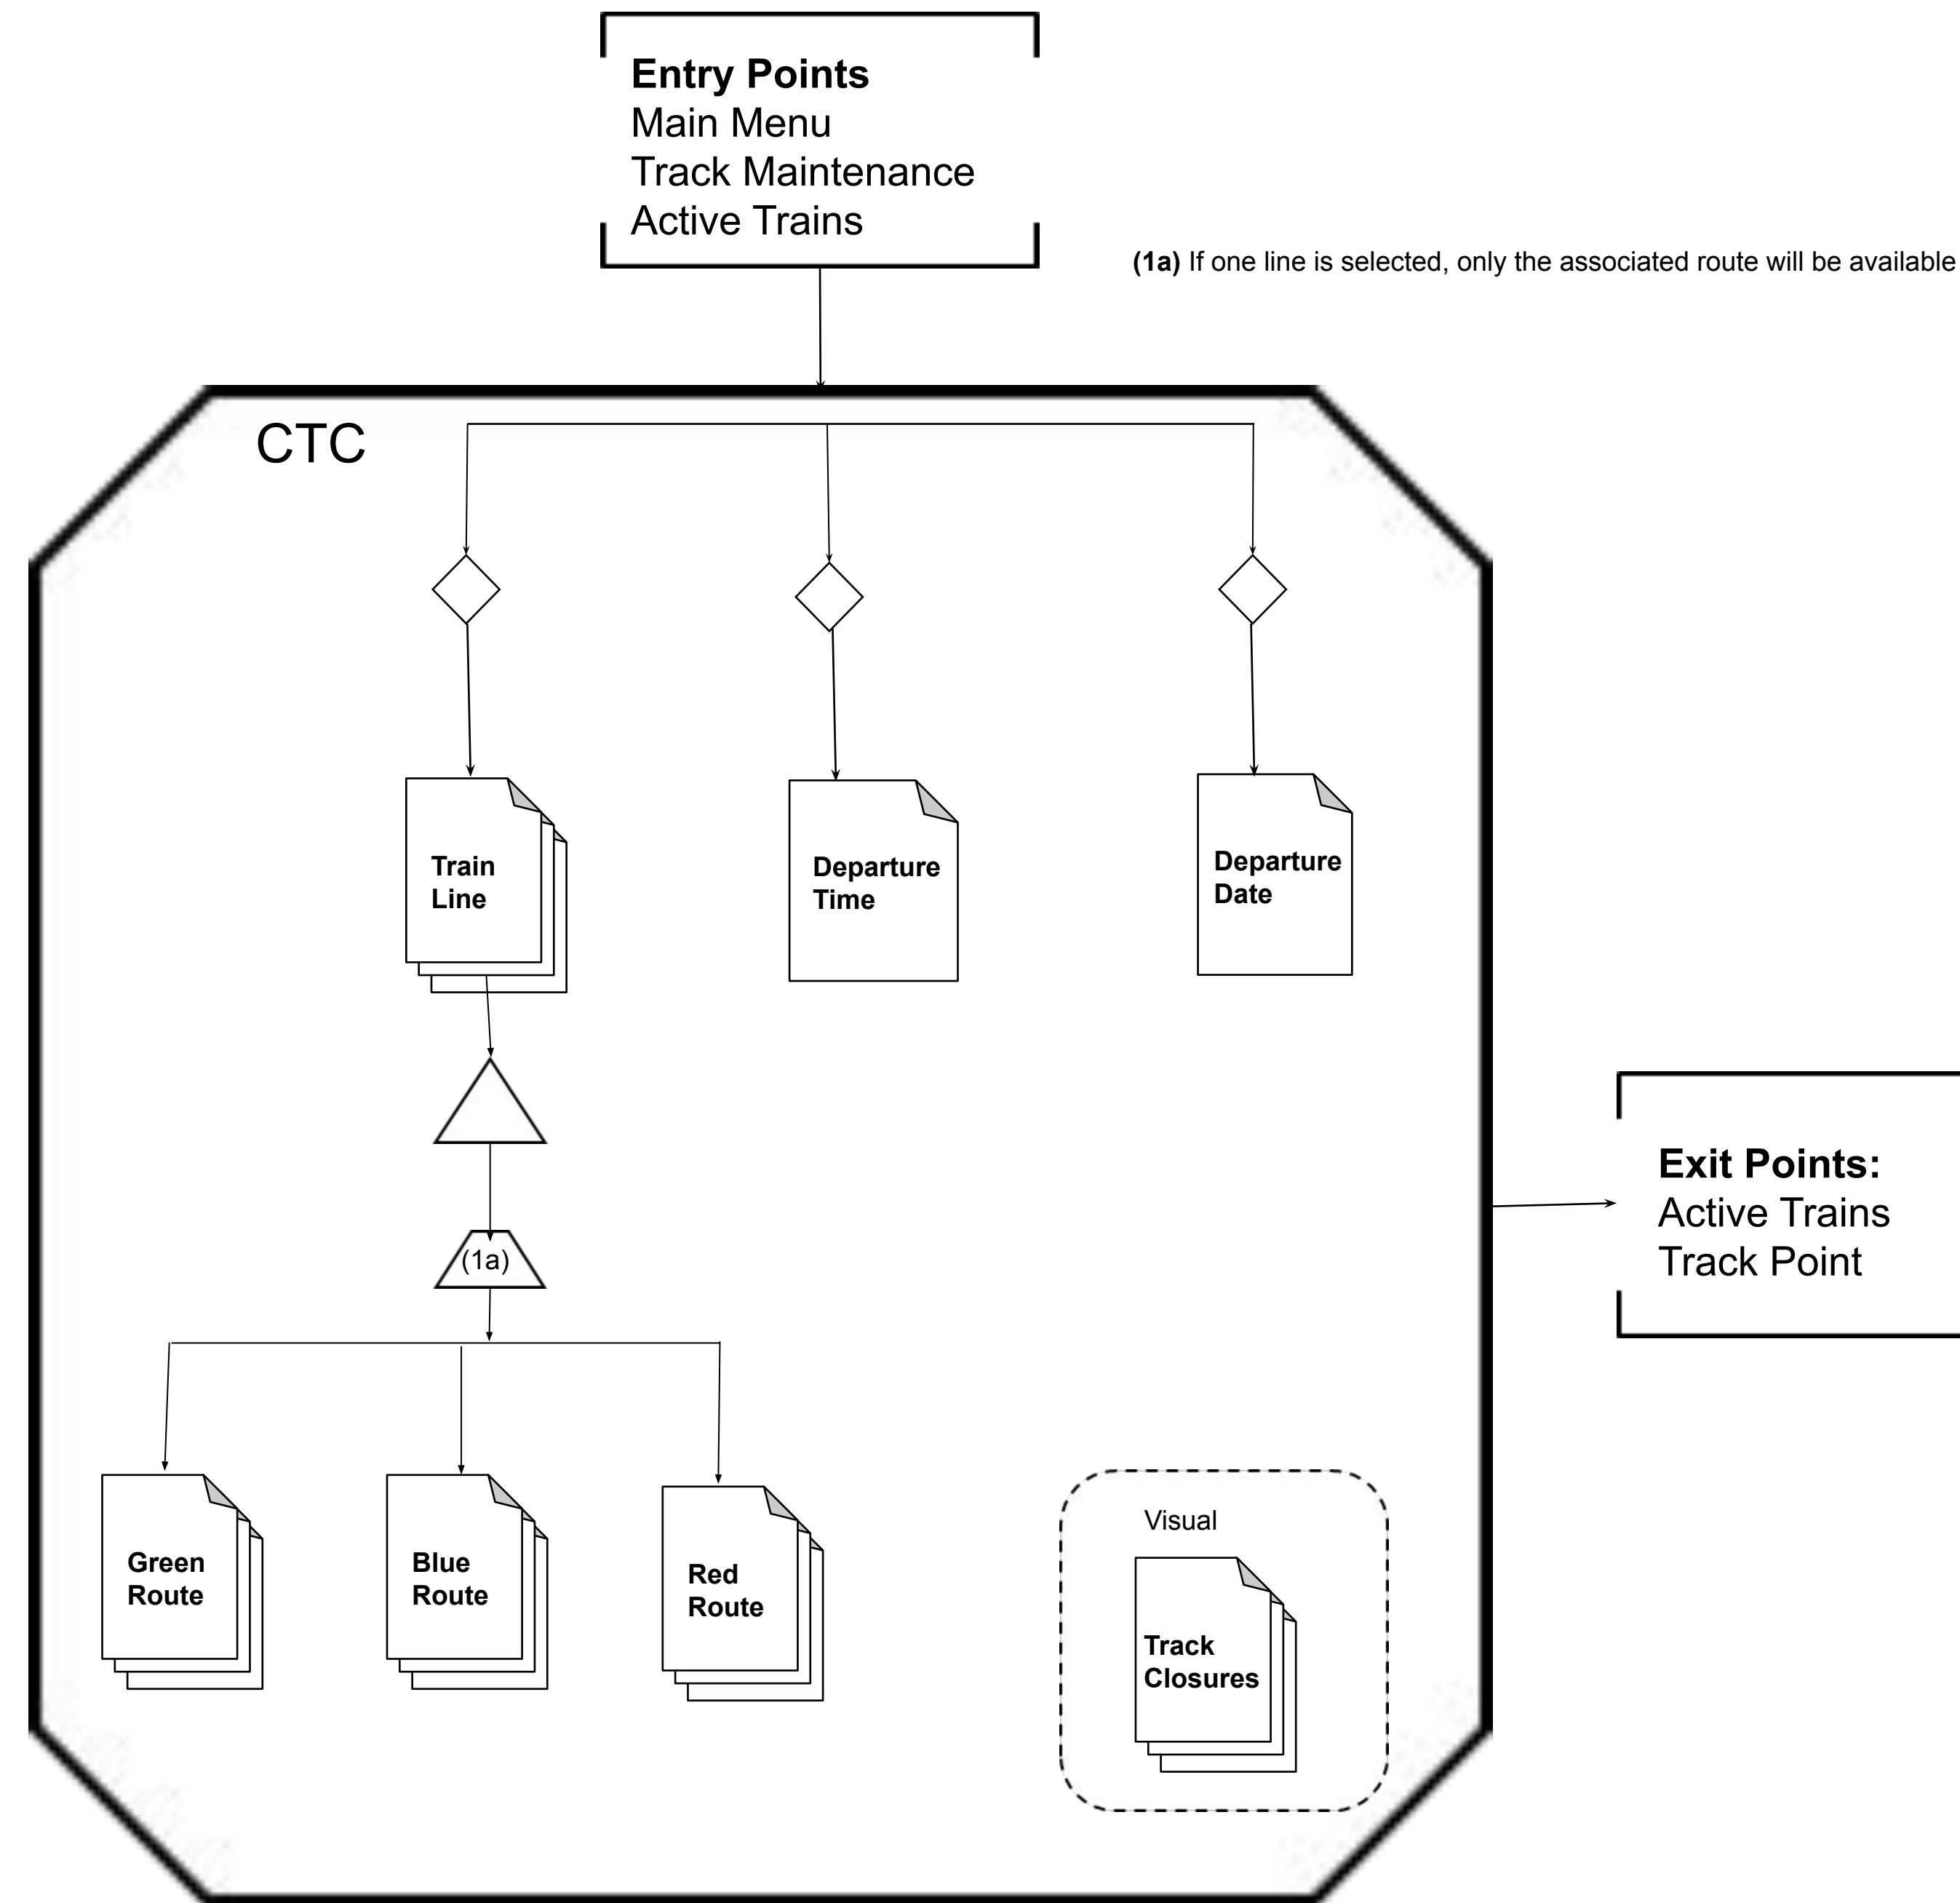 Entry Points
Main Menu
Track Maintenance
Active Trains
(1a) If one line is selected, only the associated route will be available
CTC
Train
Line
Departure
Time
Departure
Date
Exit Points:
Active Trains
Track Point
(1a)
Green
Route
Blue
Route
Red
Route
Visual
Track
Closures